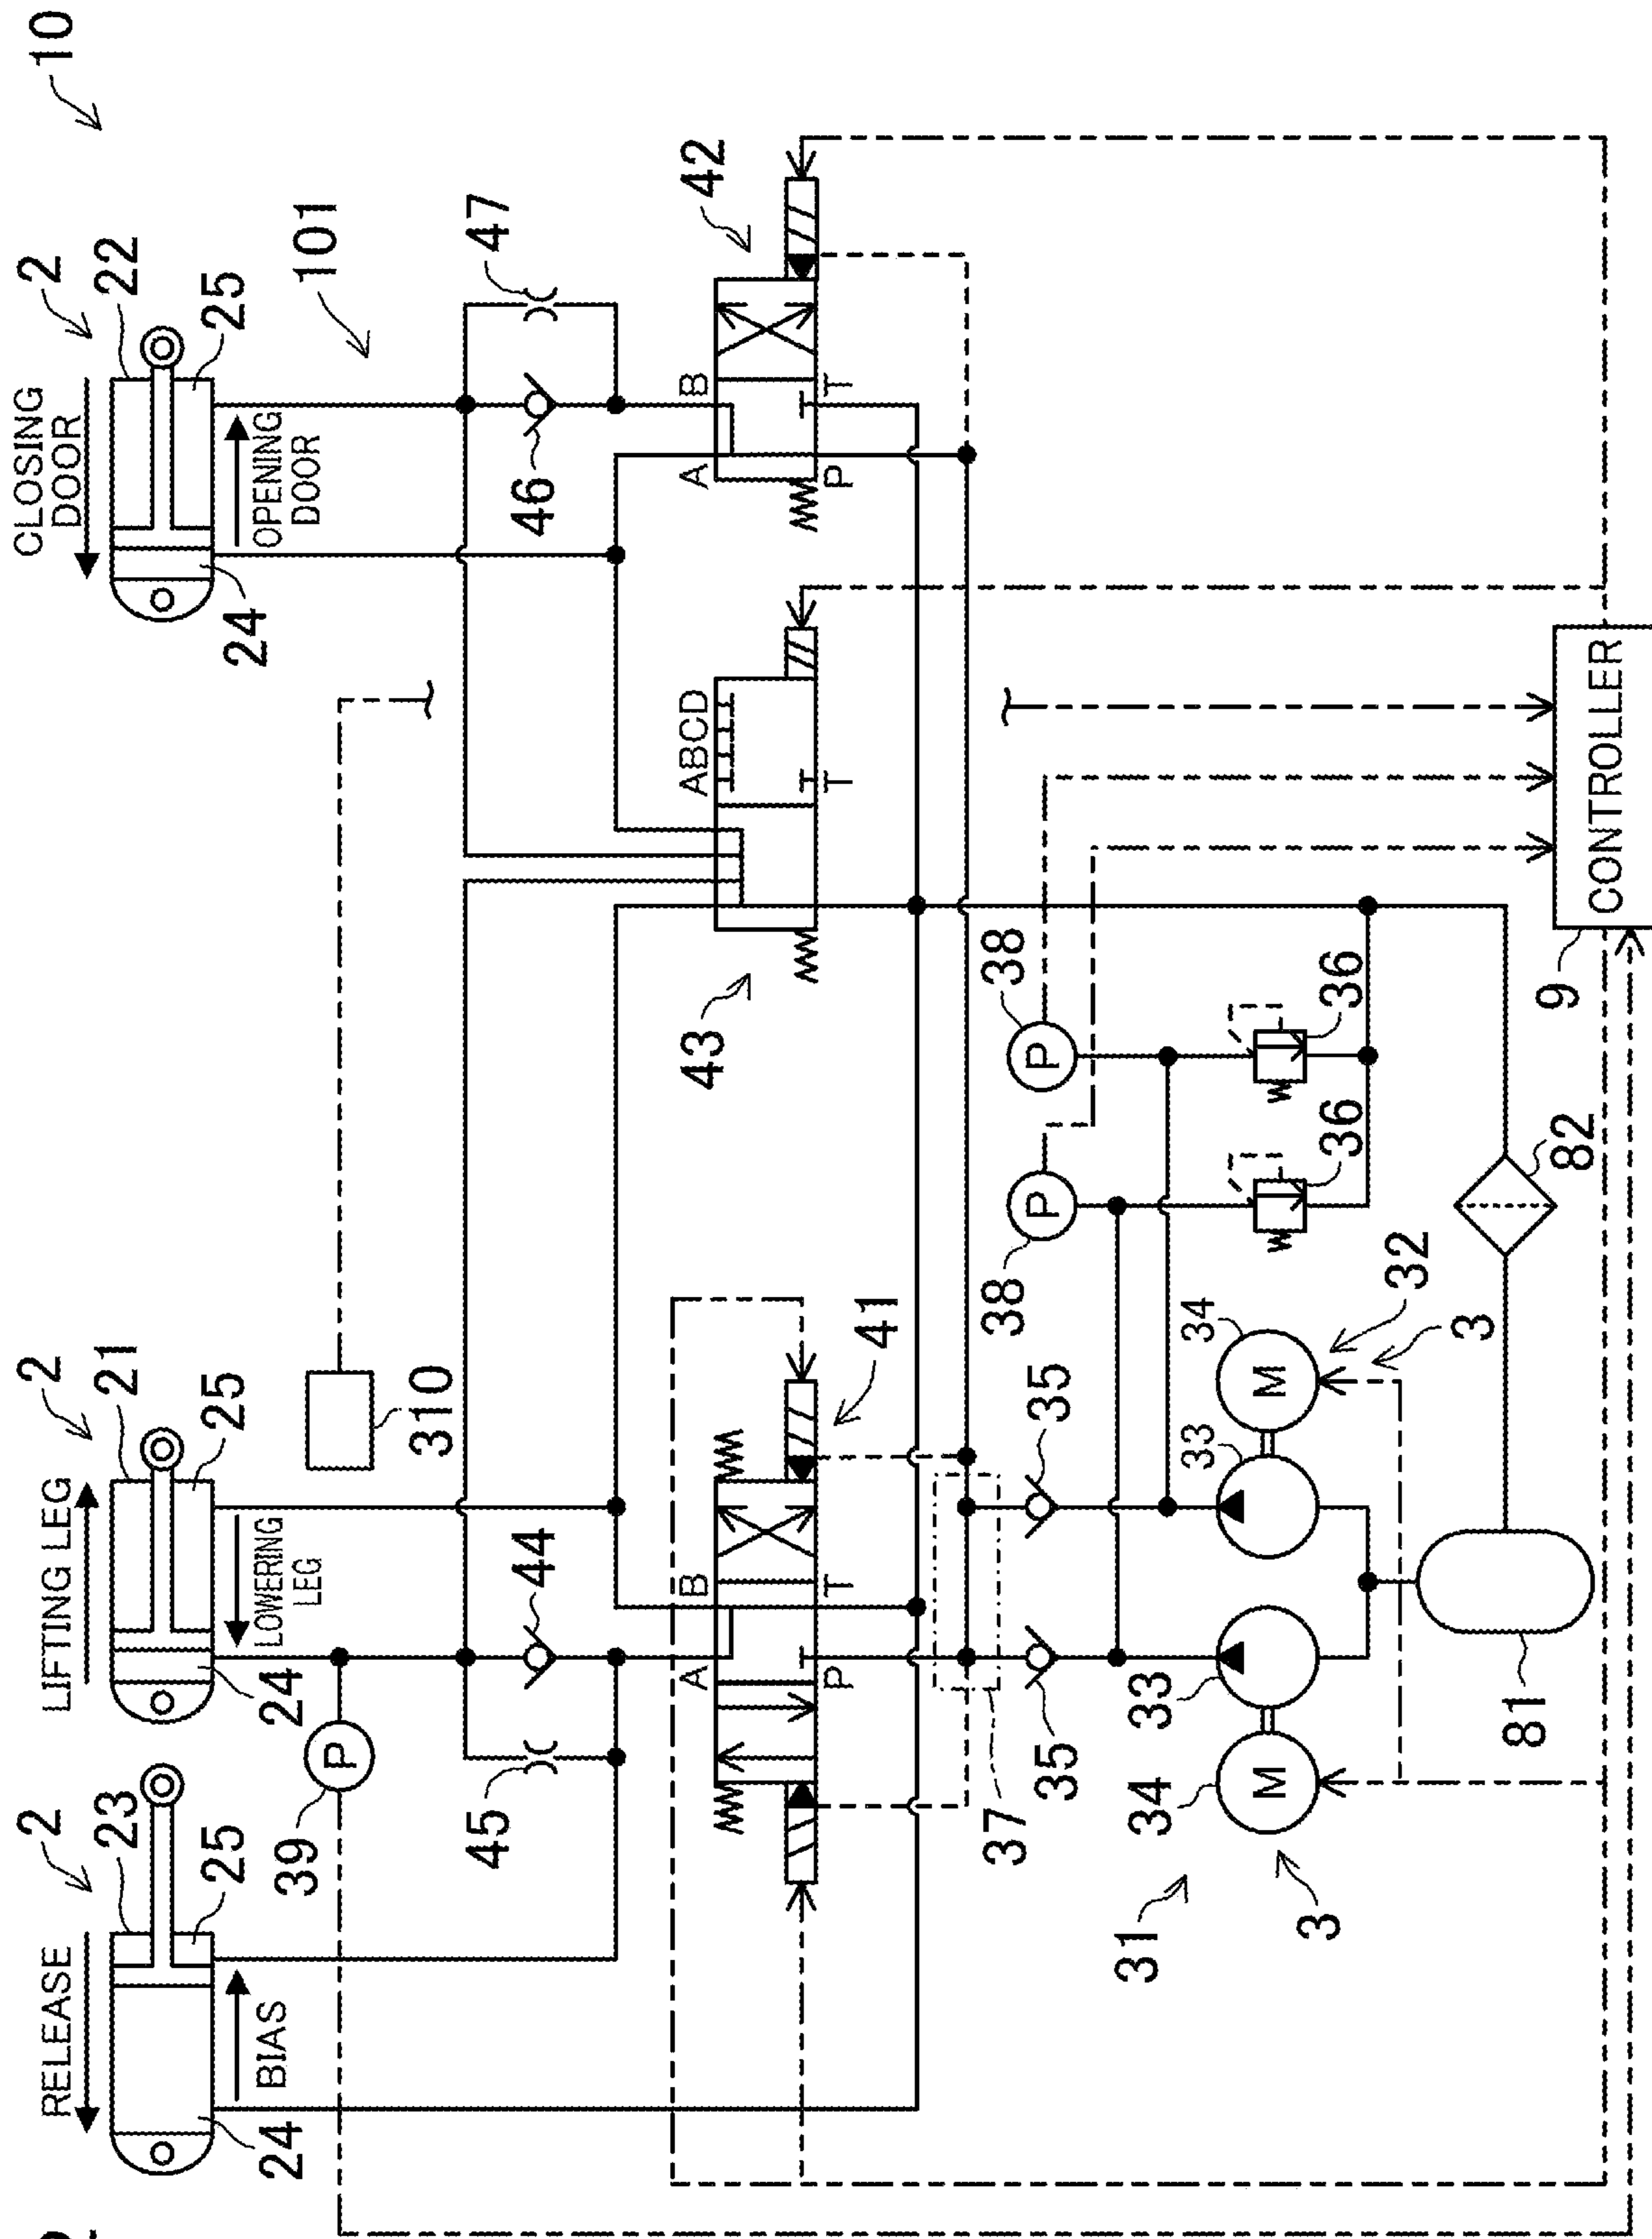 10
RELEASE
2
23
25
BIAS
24
LIFTING LEG
2
21
25
LOWERING
LEG
24
CLOSING
DOOR
2
22
25
OPENING
DOOR
24
101
P
39
310
45
44
46
47
A
B
P
T
41
ABCD
T
43
A
B
P
T
42
37
35
35
P
38
P
38
36
36
31
3
M
34
33
33
M
34
32
3
81
82
9
CONTROLLER